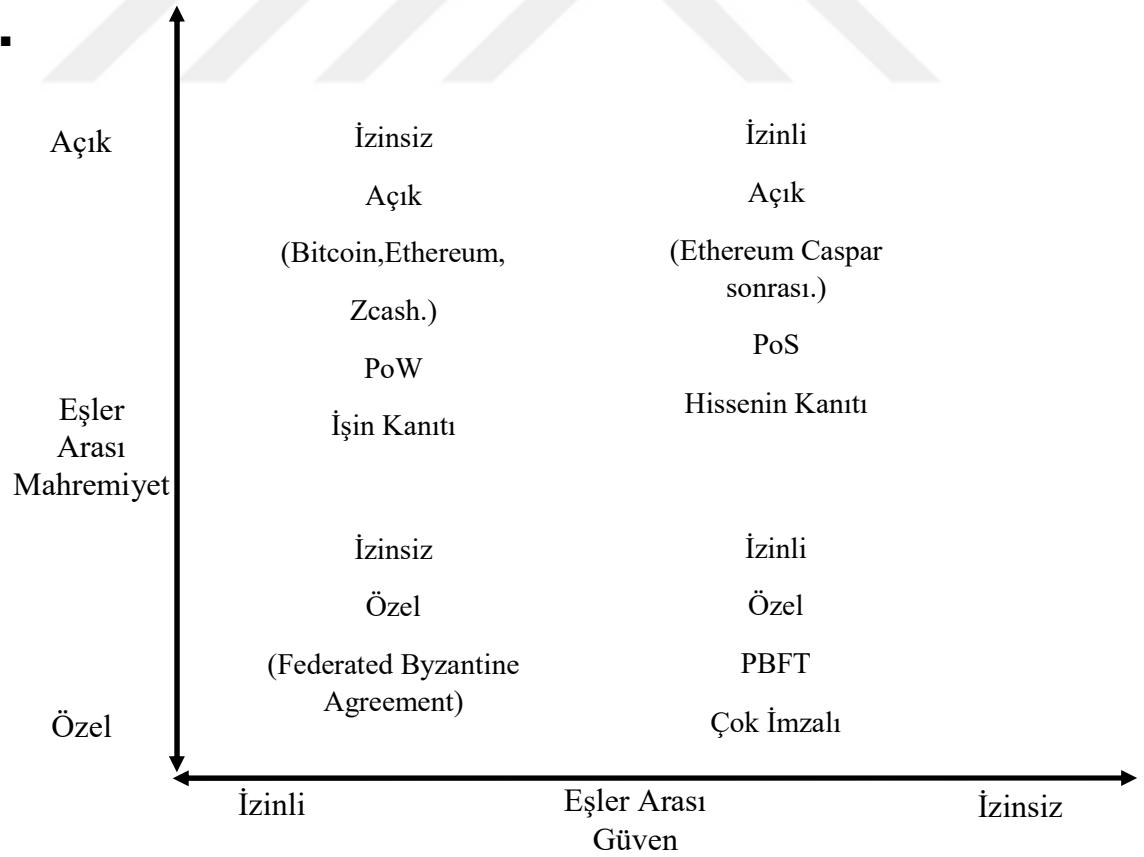 Açık
İzinsiz
Açık
(Bitcoin,Ethereum,
Zcash.)
PoW
İşin Kanıtı
İzinli
Açık
(Ethereum Caspar
sonrası.)
PoS
Hissenin Kanıtı
Eşler
Arası
Mahremiyet
İzinsiz
Özel
(Federated Byzantine
Agreement)
İzinli
Özel
PBFT
Çok İmzalı
Özel
İzinli
Eşler Arası
Güven
İzinsiz